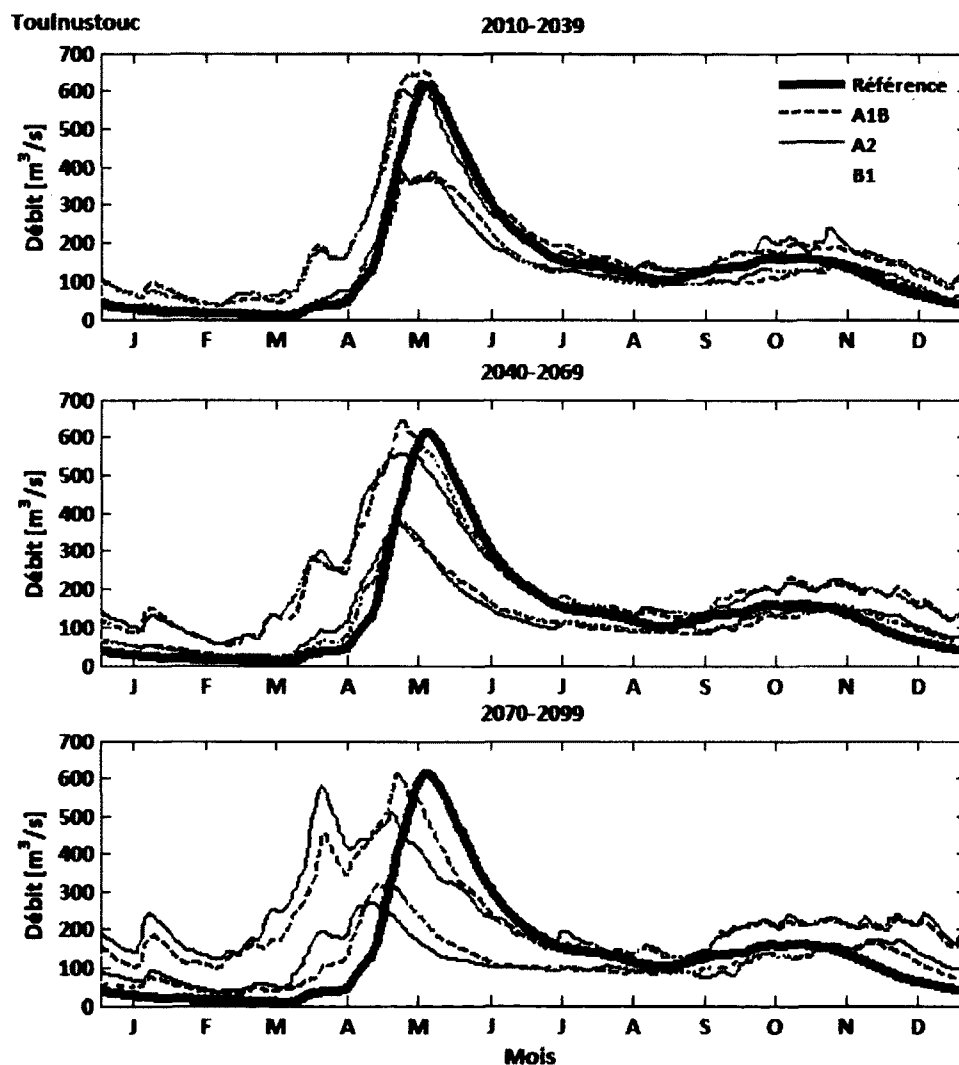 Toulnustouc
2010-2039
700
600
500
400
300
200
100
0
Débit [m³/s]
Référence
A1B
A2
B1
J F M A M J J A S O N D
2040-2069
700
600
500
400
300
200
100
0
Débit [m³/s]
J F M A M J J A S O N D
2070-2099
700
600
500
400
300
200
100
0
Débit [m³/s]
J F M A M J J A S O N D
Mois